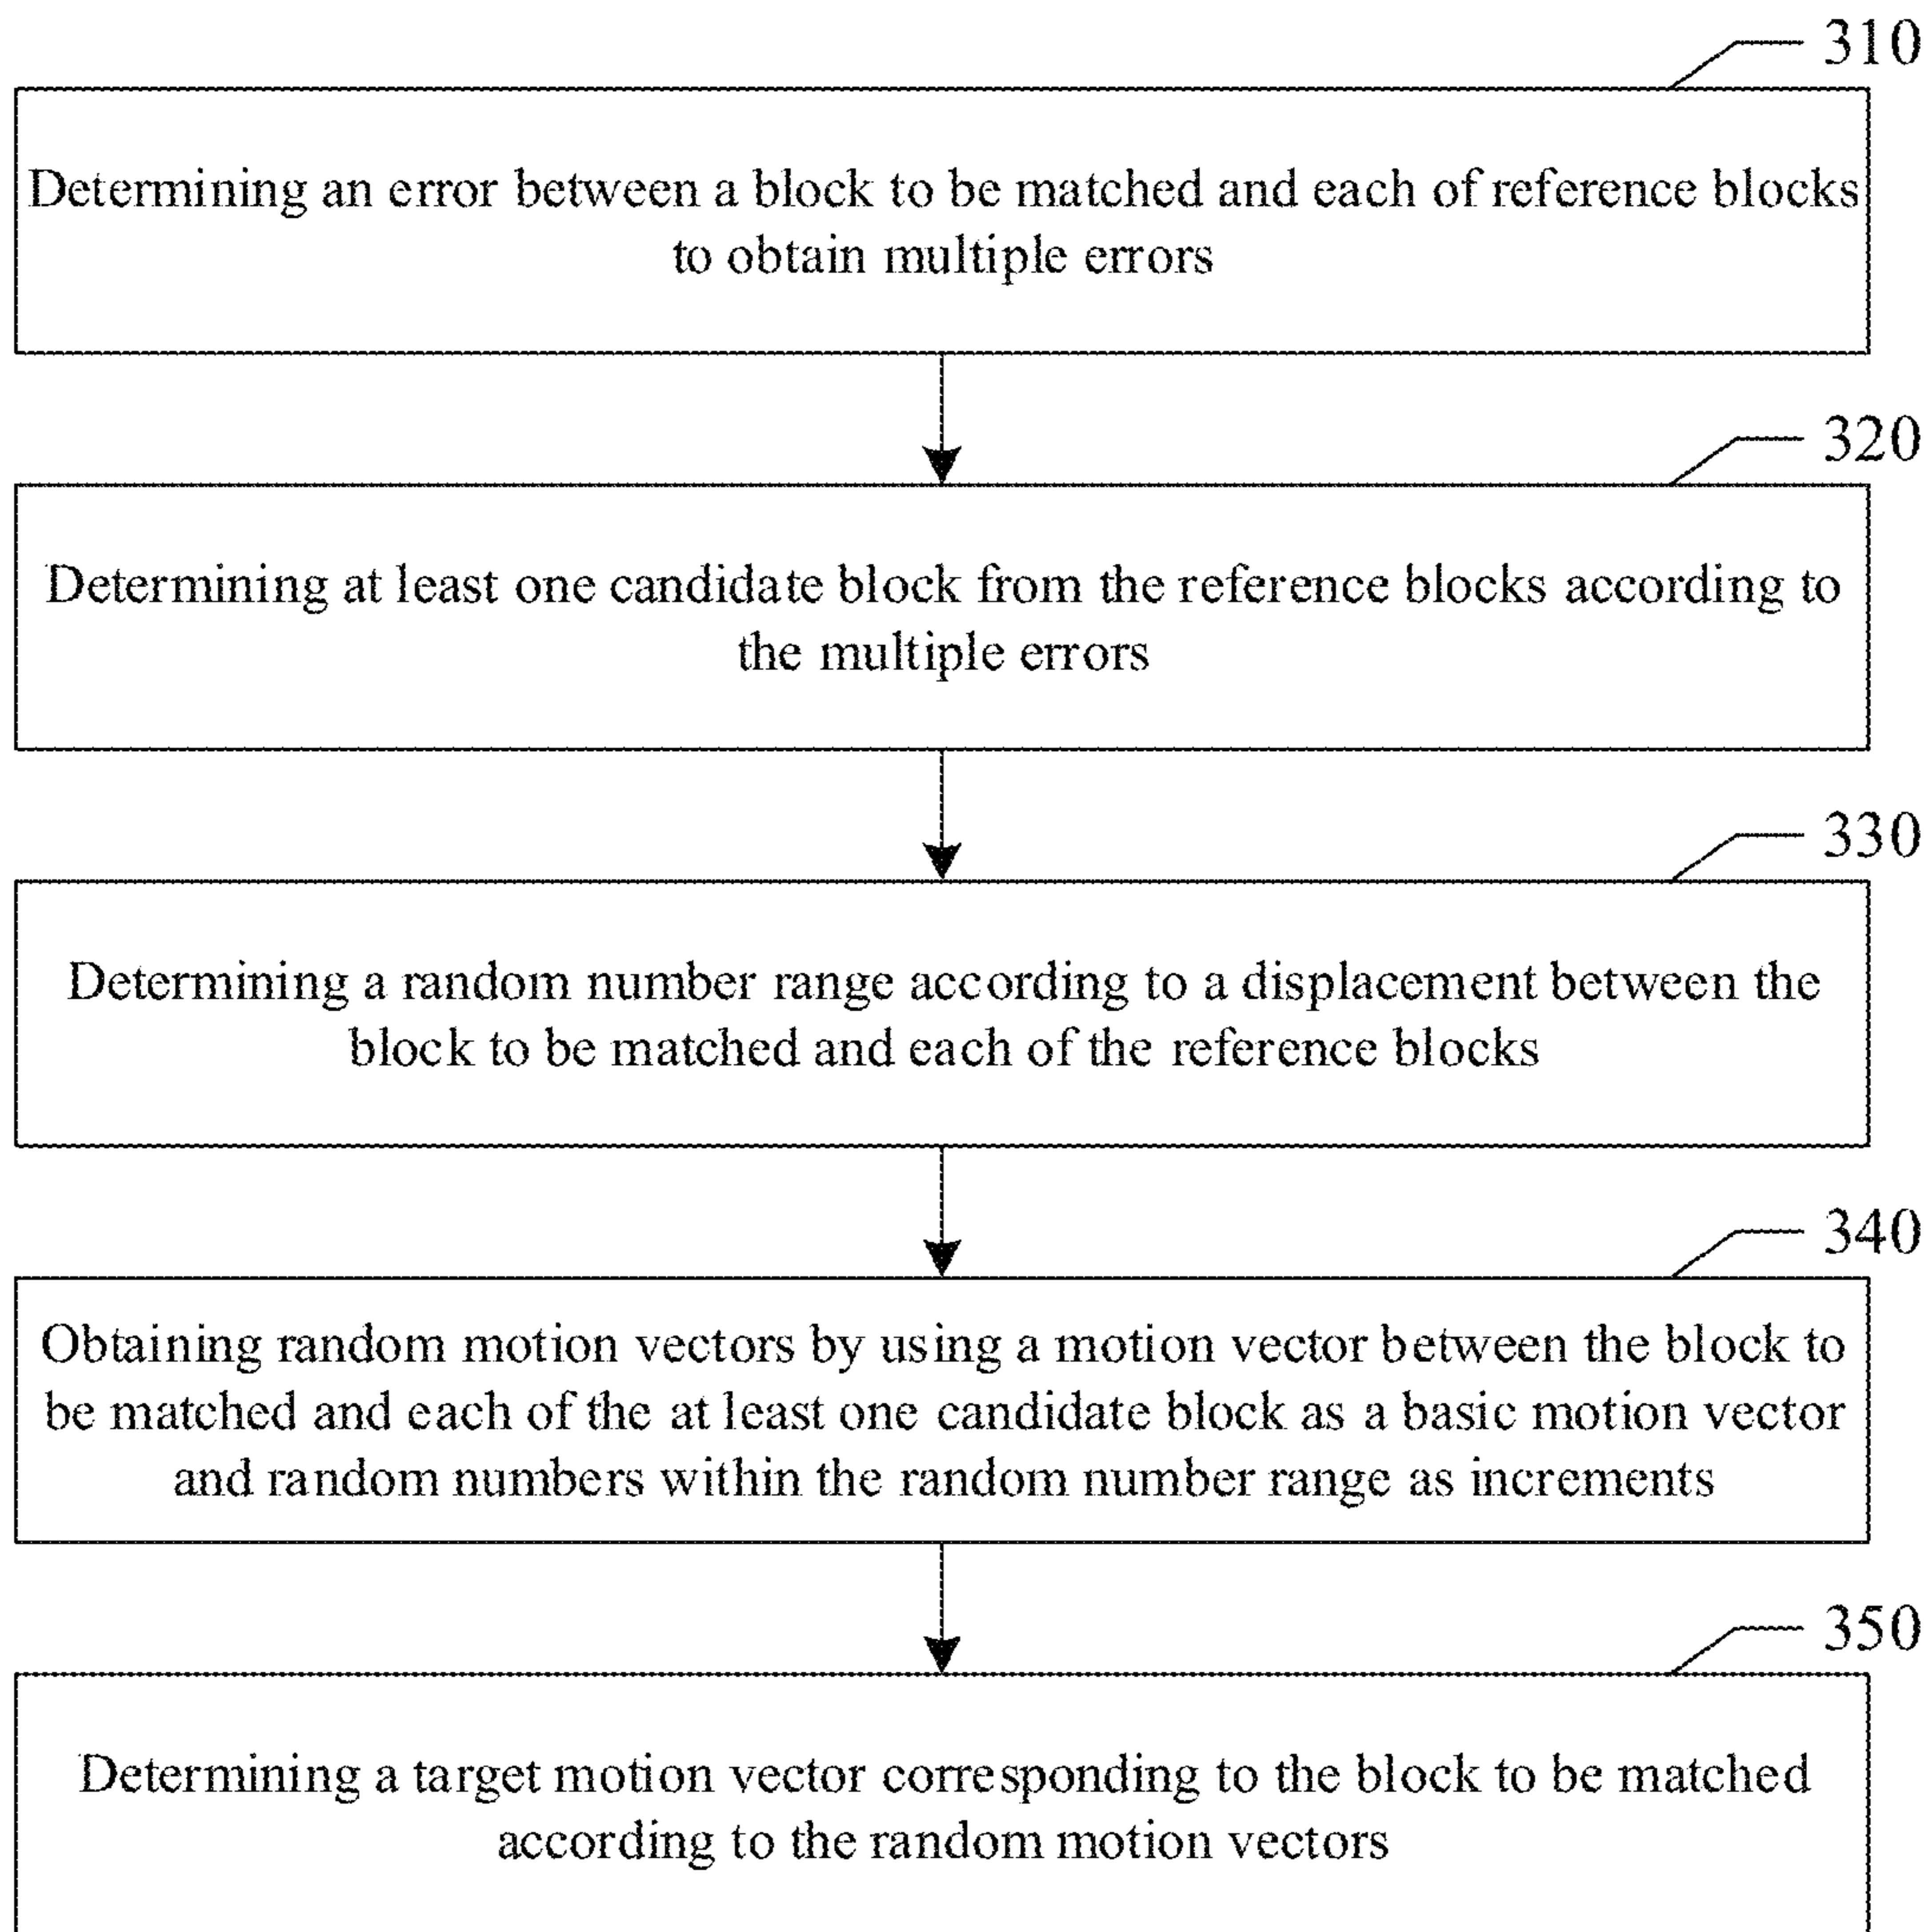 310
Determining an error between a block to be matched and each of reference blocks
to obtain multiple errors
320
Determining at least one candidate block from the reference blocks according to
the multiple errors
330
Determining a random number range according to a displacement between the
block to be matched and each of the reference blocks
340
Obtaining random motion vectors by using a motion vector between the block to
be matched and each of the at least one candidate block as a basic motion vector
and random numbers within the random number range as increments
350
Determining a target motion vector corresponding to the block to be matched
according to the random motion vectors